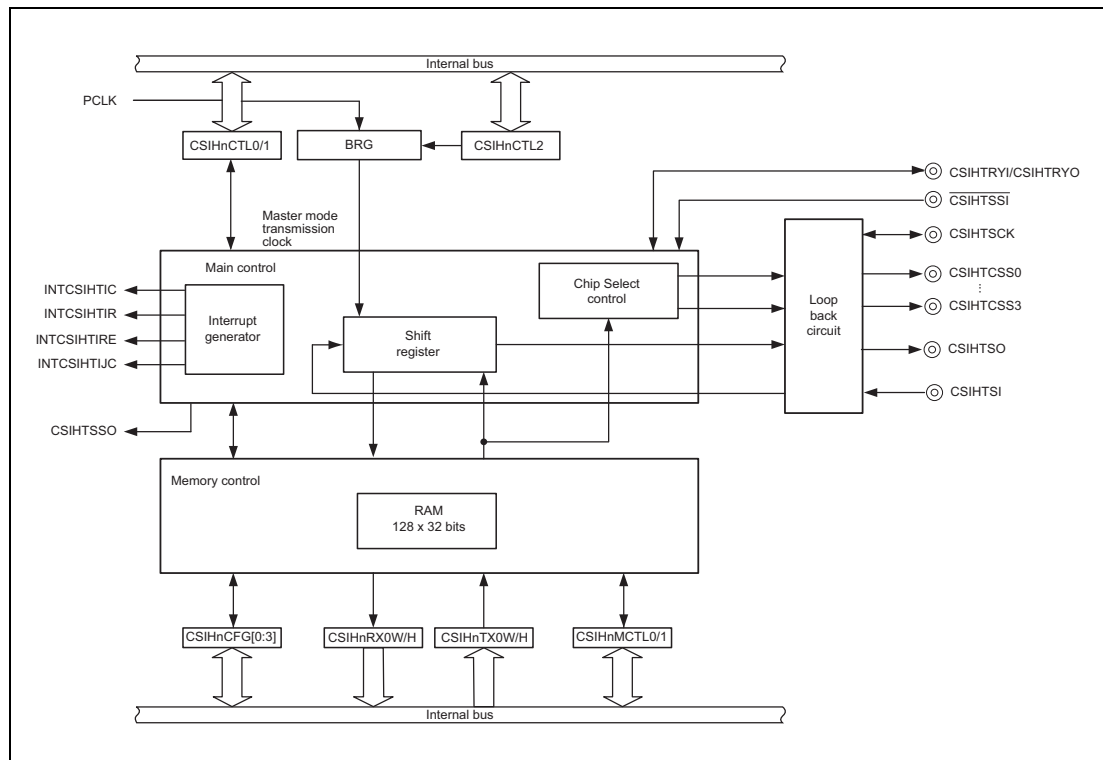 Internal bus
PCLK
CSIHnCTL0/1
BRG
CSIHnCTL2
CSIHTRYI/CSIHTRYO
CSIHTSSI
Master mode
transmission
clock
CSIHTSCK
Main control
Chip Select
control
CSIHTCSS0
⋮
CSIHTCSS3
INTCSIHTIC
INTCSIHTIR
INTCSIHTIRE
INTCSIHTIJC
Interrupt
generator
Shift
register
Loop
back
circuit
CSIHTSO
CSIHTSI
CSIHTSSO
Memory control
RAM
128 x 32 bits
CSIHnCFG[0:3]
CSIHnRX0W/H
CSIHnTX0W/H
CSIHnMCTL0/1
Internal bus